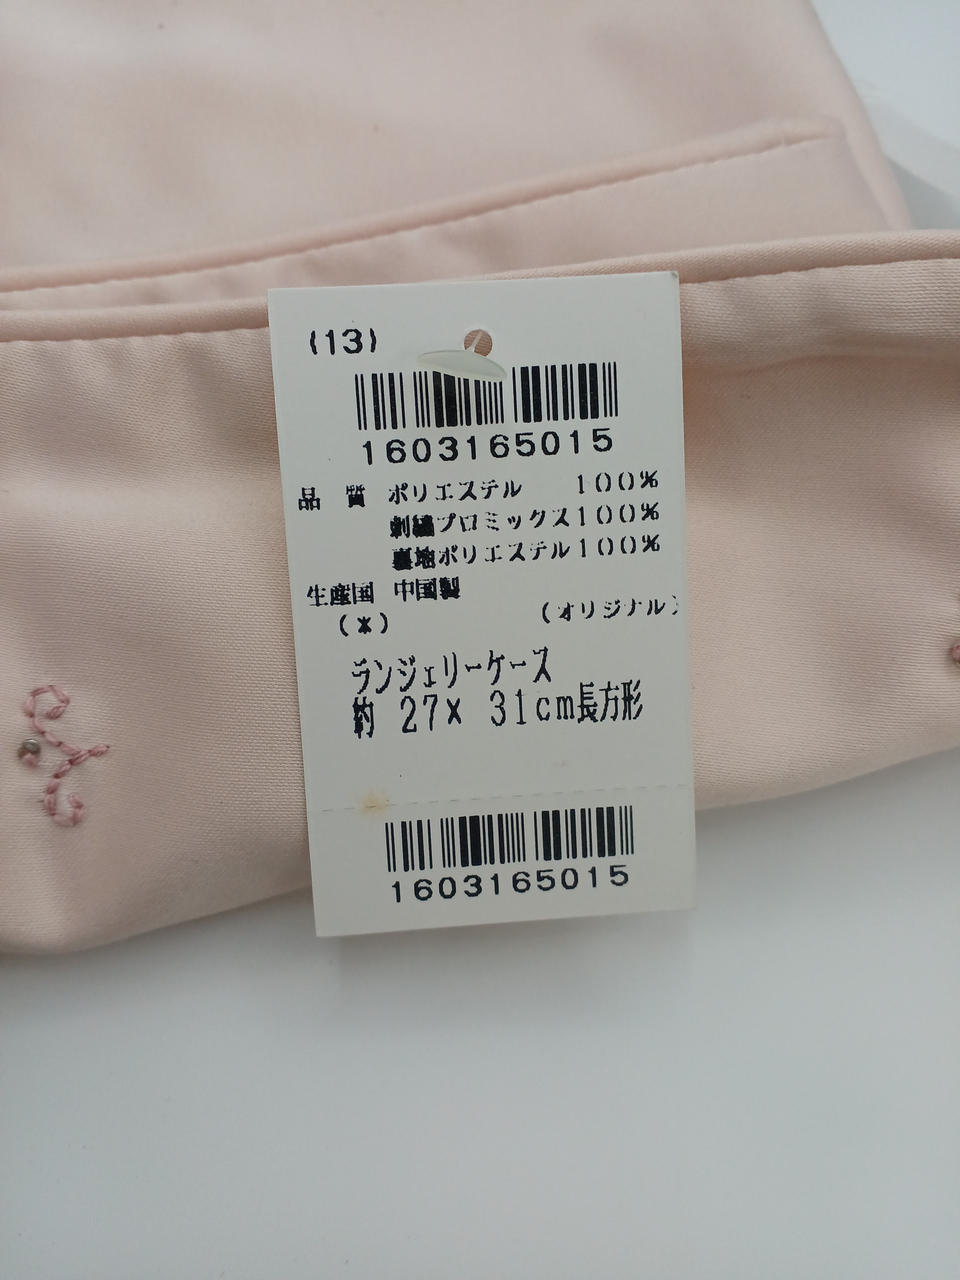 (13)
1603165015
品 質 ポリエステル 100%
刺繍プロミックス100%
裏地ポリエステル100%
生産国 中国製
(*) (オリジナル)
ランジェリーケース
約 27× 31cm長方形
1603165015